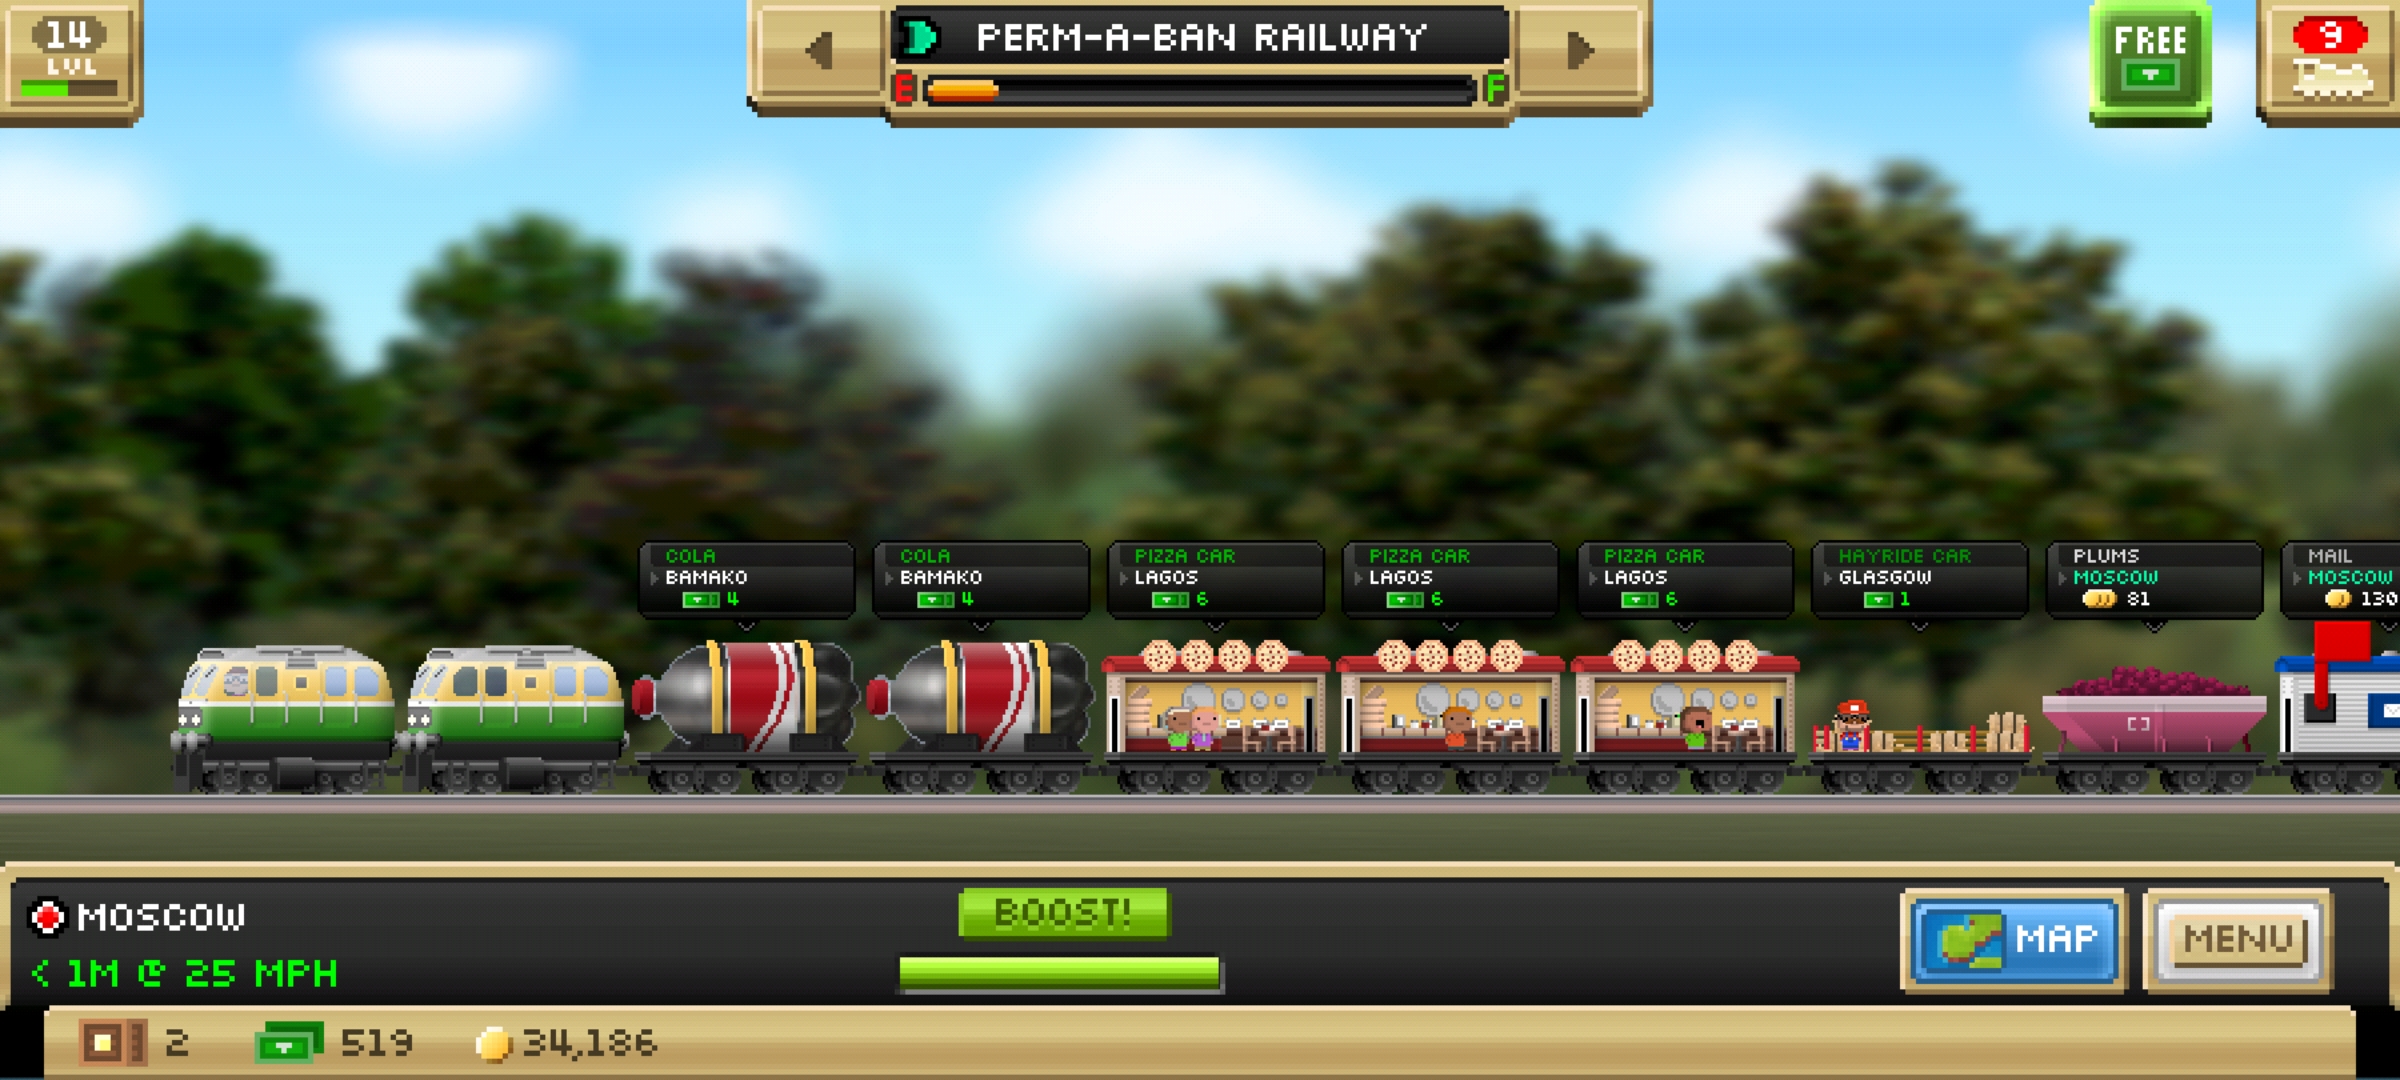 14
LVL
PERM-A-BAN RAILWAY
E
F
FREE
9
COLA
BAMAKO
4
COLA
BAMAKO
4
PIZZA CAR
LAGOS
6
PIZZA CAR
LAGOS
6
PIZZA CAR
LAGOS
6
HAYRIDE CAR
GLASGOW
1
PLUMS
MOSCOW
81
MAIL
MOSCOW
130
MOSCOW
< 1M @ 25 MPH
BOOST!
MAP
MENU
2
519
34,186